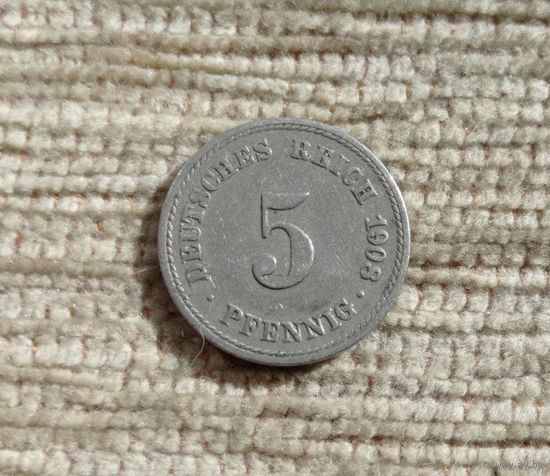 DEUTSCHES REICH 1908
5
· PFENNIG ·